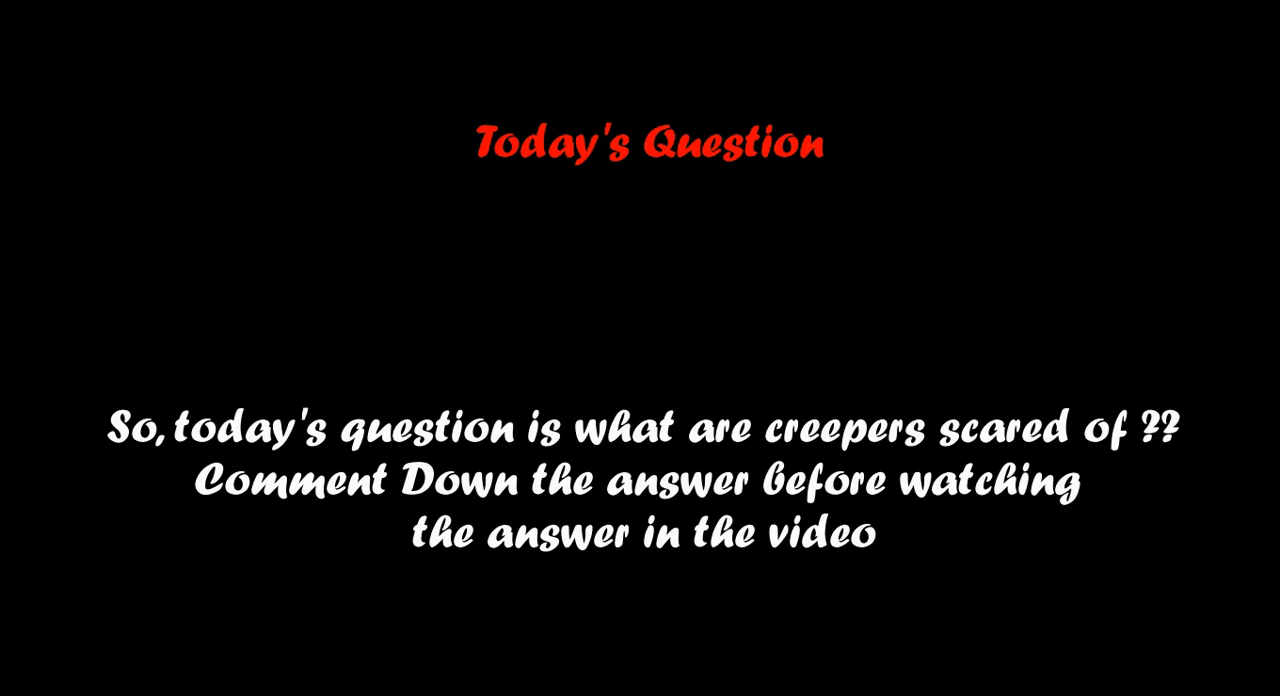 Today's Question
So, today's question is what are creepers scared of ??
Comment Down the answer before watching
the answer in the video